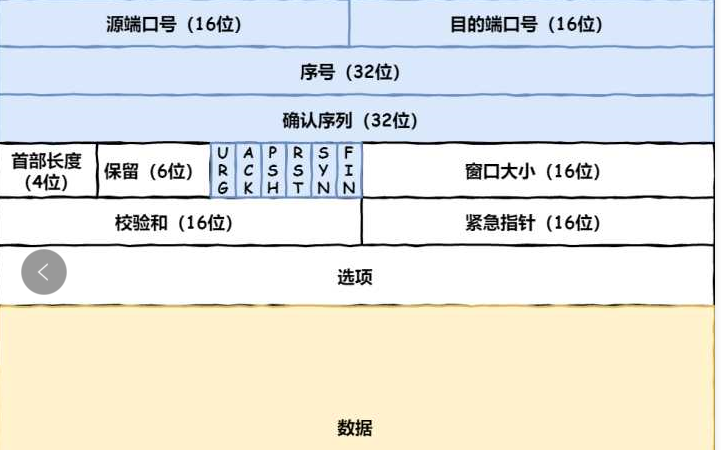 源端口号（16位）
目的端口号（16位）
序号（32位）
确认序列（32位）
首部长度
（4位）
保留（6位）
URG
ACK
PSH
RST
SYN
FIN
窗口大小（16位）
校验和（16位）
紧急指针（16位）
选项
数据